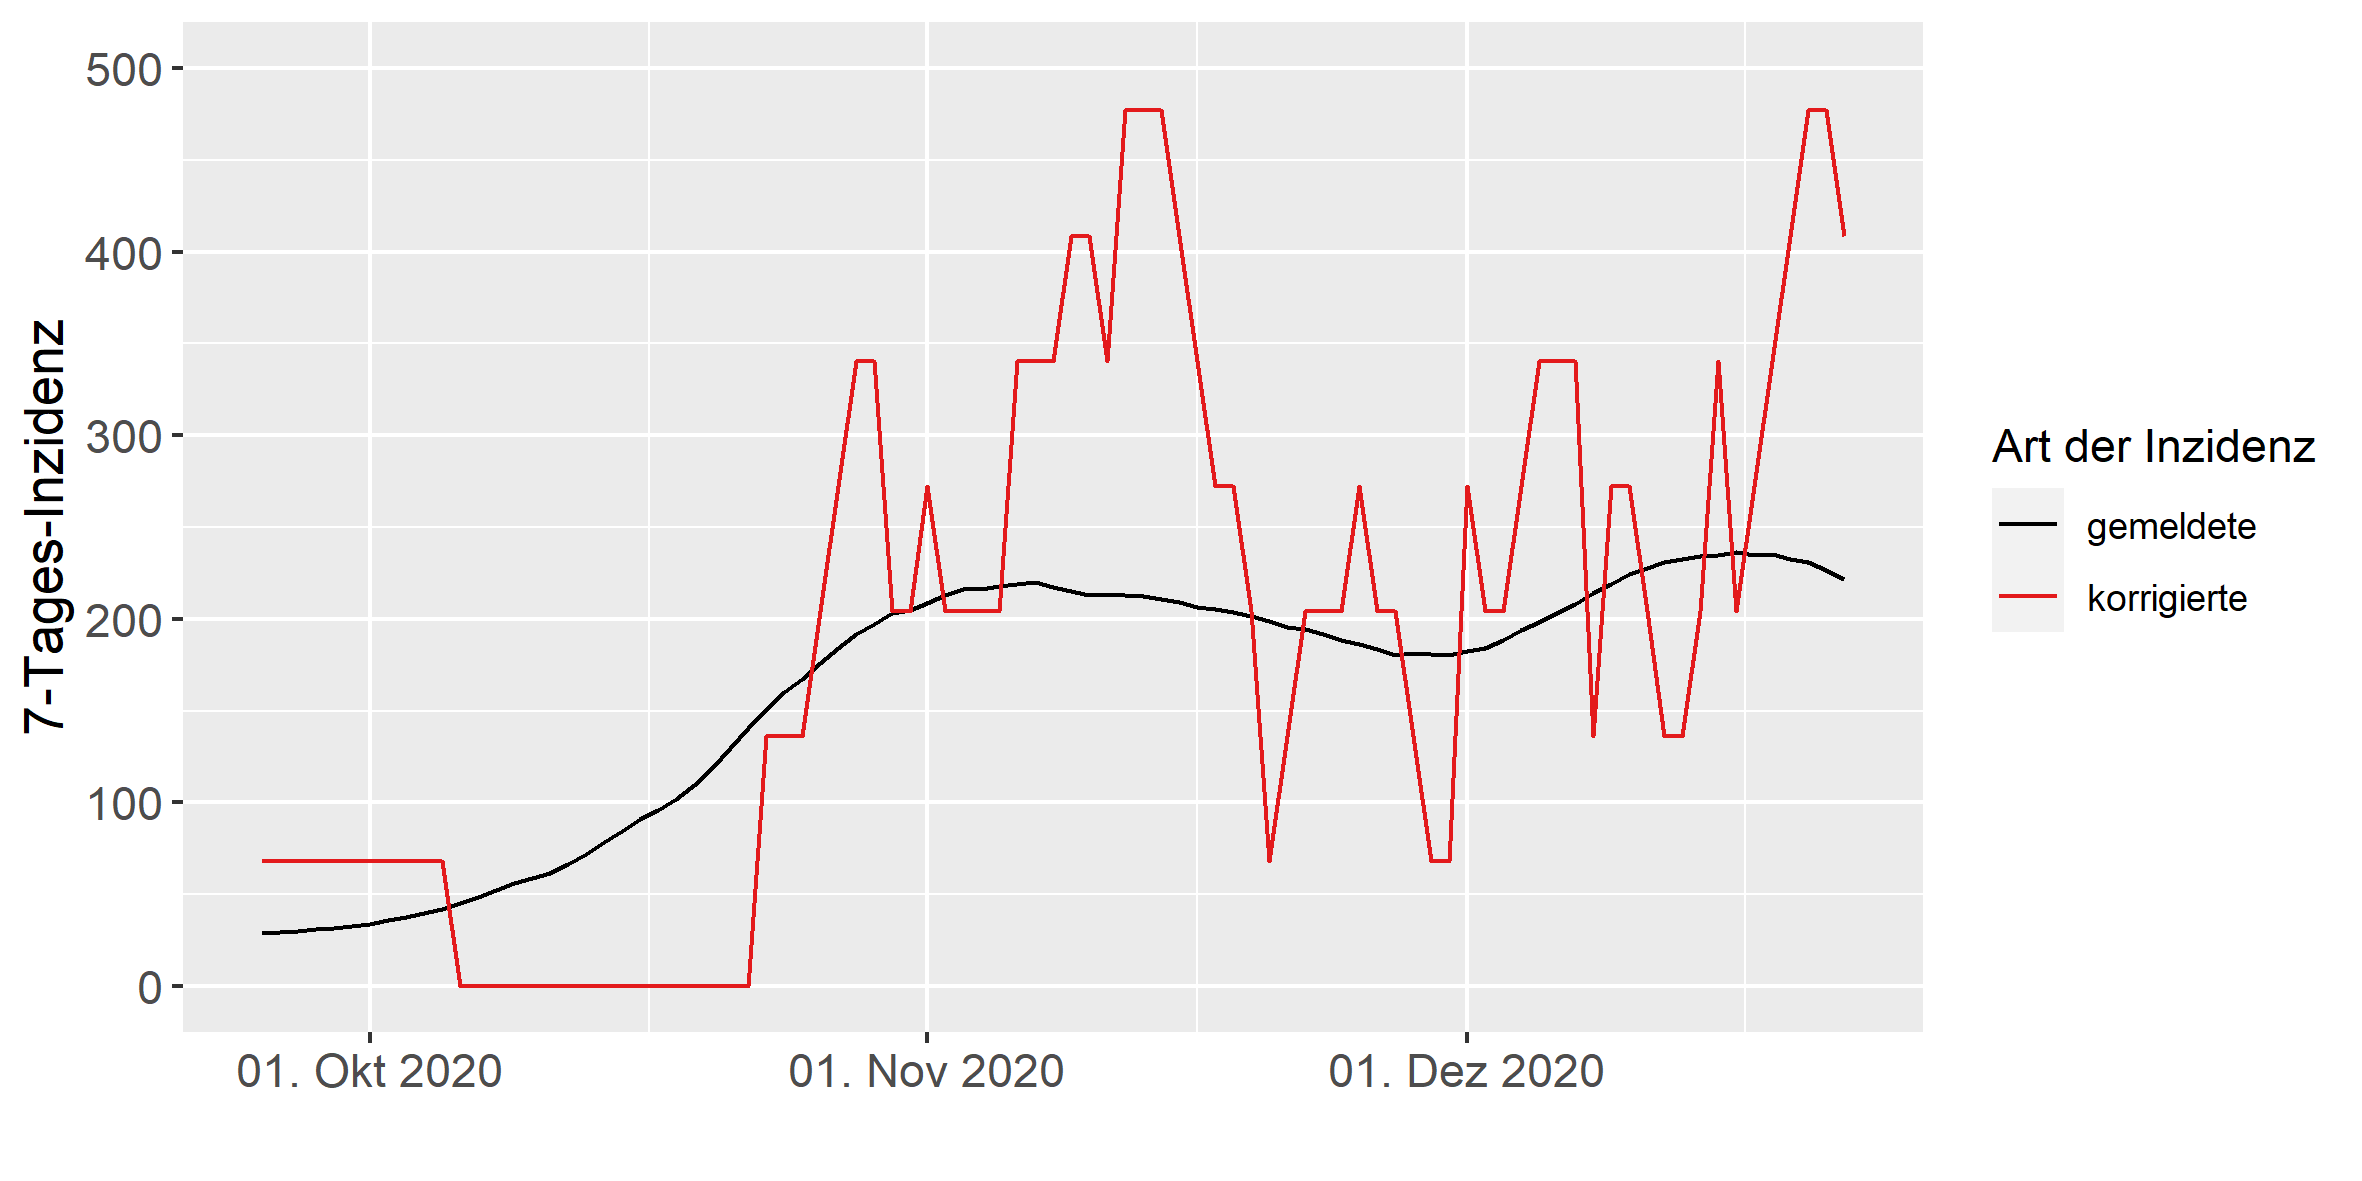 7-Tages-Inzidenz
500
400
300
200
100
0
01. Okt 2020
01. Nov 2020
01. Dez 2020
Art der Inzidenz
gemeldete
korrigierte